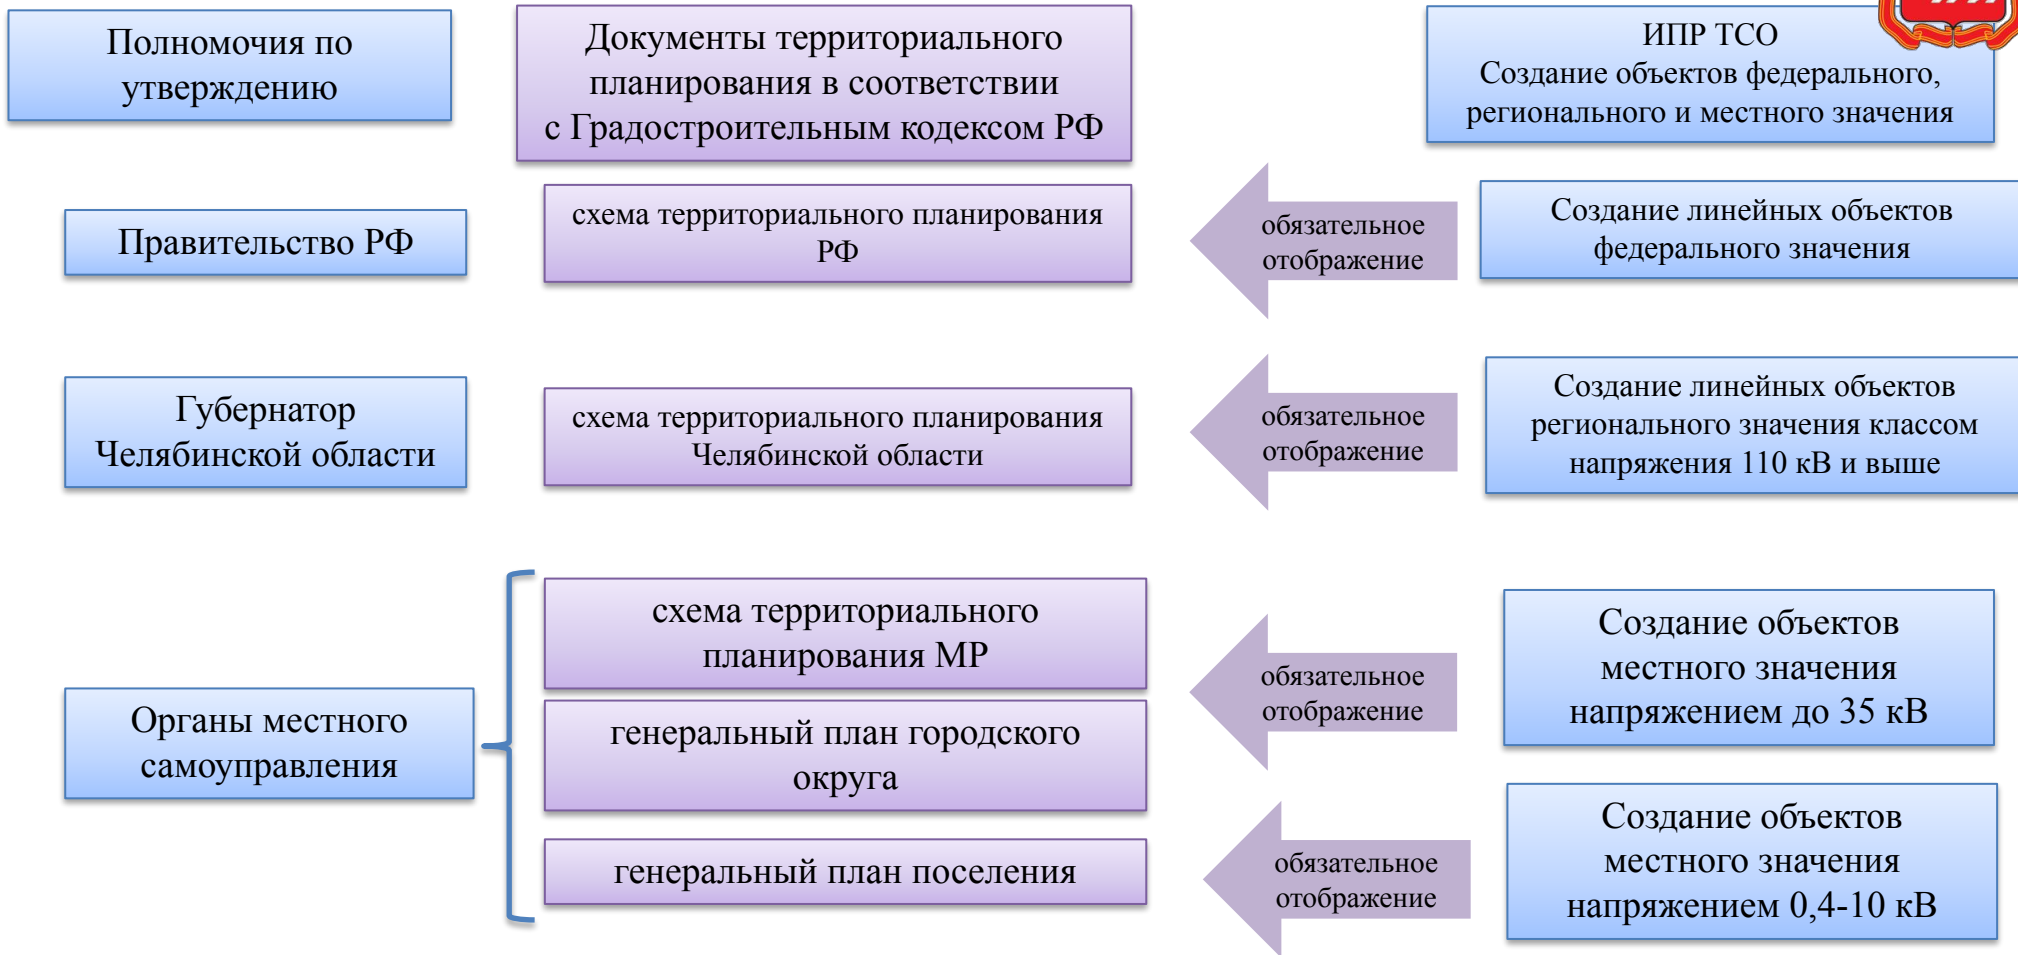 Полномочия по
утверждению
Документы территориального
планирования в соответствии
с Градостроительным кодексом РФ
ИПР ТСО
Создание объектов федерального,
регионального и местного значения
Правительство РФ
схема территориального планирования
РФ
обязательное
отображение
Создание линейных объектов
федерального значения
Губернатор
Челябинской области
схема территориального планирования
Челябинской области
обязательное
отображение
Создание линейных объектов
регионального значения классом
напряжения 110 кВ и выше
Органы местного
самоуправления
схема территориального
планирования МР
генеральный план городского
округа
обязательное
отображение
Создание объектов
местного значения
напряжением до 35 кВ
генеральный план поселения
обязательное
отображение
Создание объектов
местного значения
напряжением 0,4-10 кВ